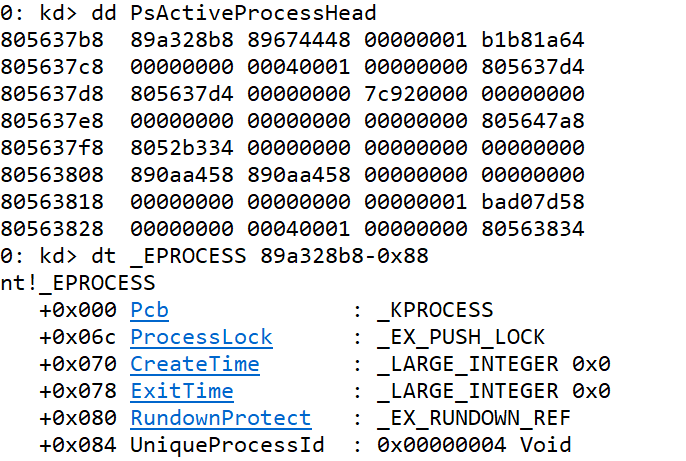 0: kd> dd PsActiveProcessHead
805637b8  89a328b8 89674448 00000001 b1b81a64
805637c8  00000000 00040001 00000000 805637d4
805637d8  805637d4 00000000 7c920000 00000000
805637e8  00000000 00000000 00000000 805647a8
805637f8  8052b334 00000000 00000000 00000000
80563808  890aa458 890aa458 00000000 00000000
80563818  00000000 00000000 00000001 bad07d58
80563828  00000000 00040001 00000000 80563834
0: kd> dt _EPROCESS 89a328b8-0x88
nt!_EPROCESS
   +0x000 Pcb              : _KPROCESS
   +0x06c ProcessLock      : _EX_PUSH_LOCK
   +0x070 CreateTime       : _LARGE_INTEGER 0x0
   +0x078 ExitTime         : _LARGE_INTEGER 0x0
   +0x080 RundownProtect   : _EX_RUNDOWN_REF
   +0x084 UniqueProcessId  : 0x00000004 Void